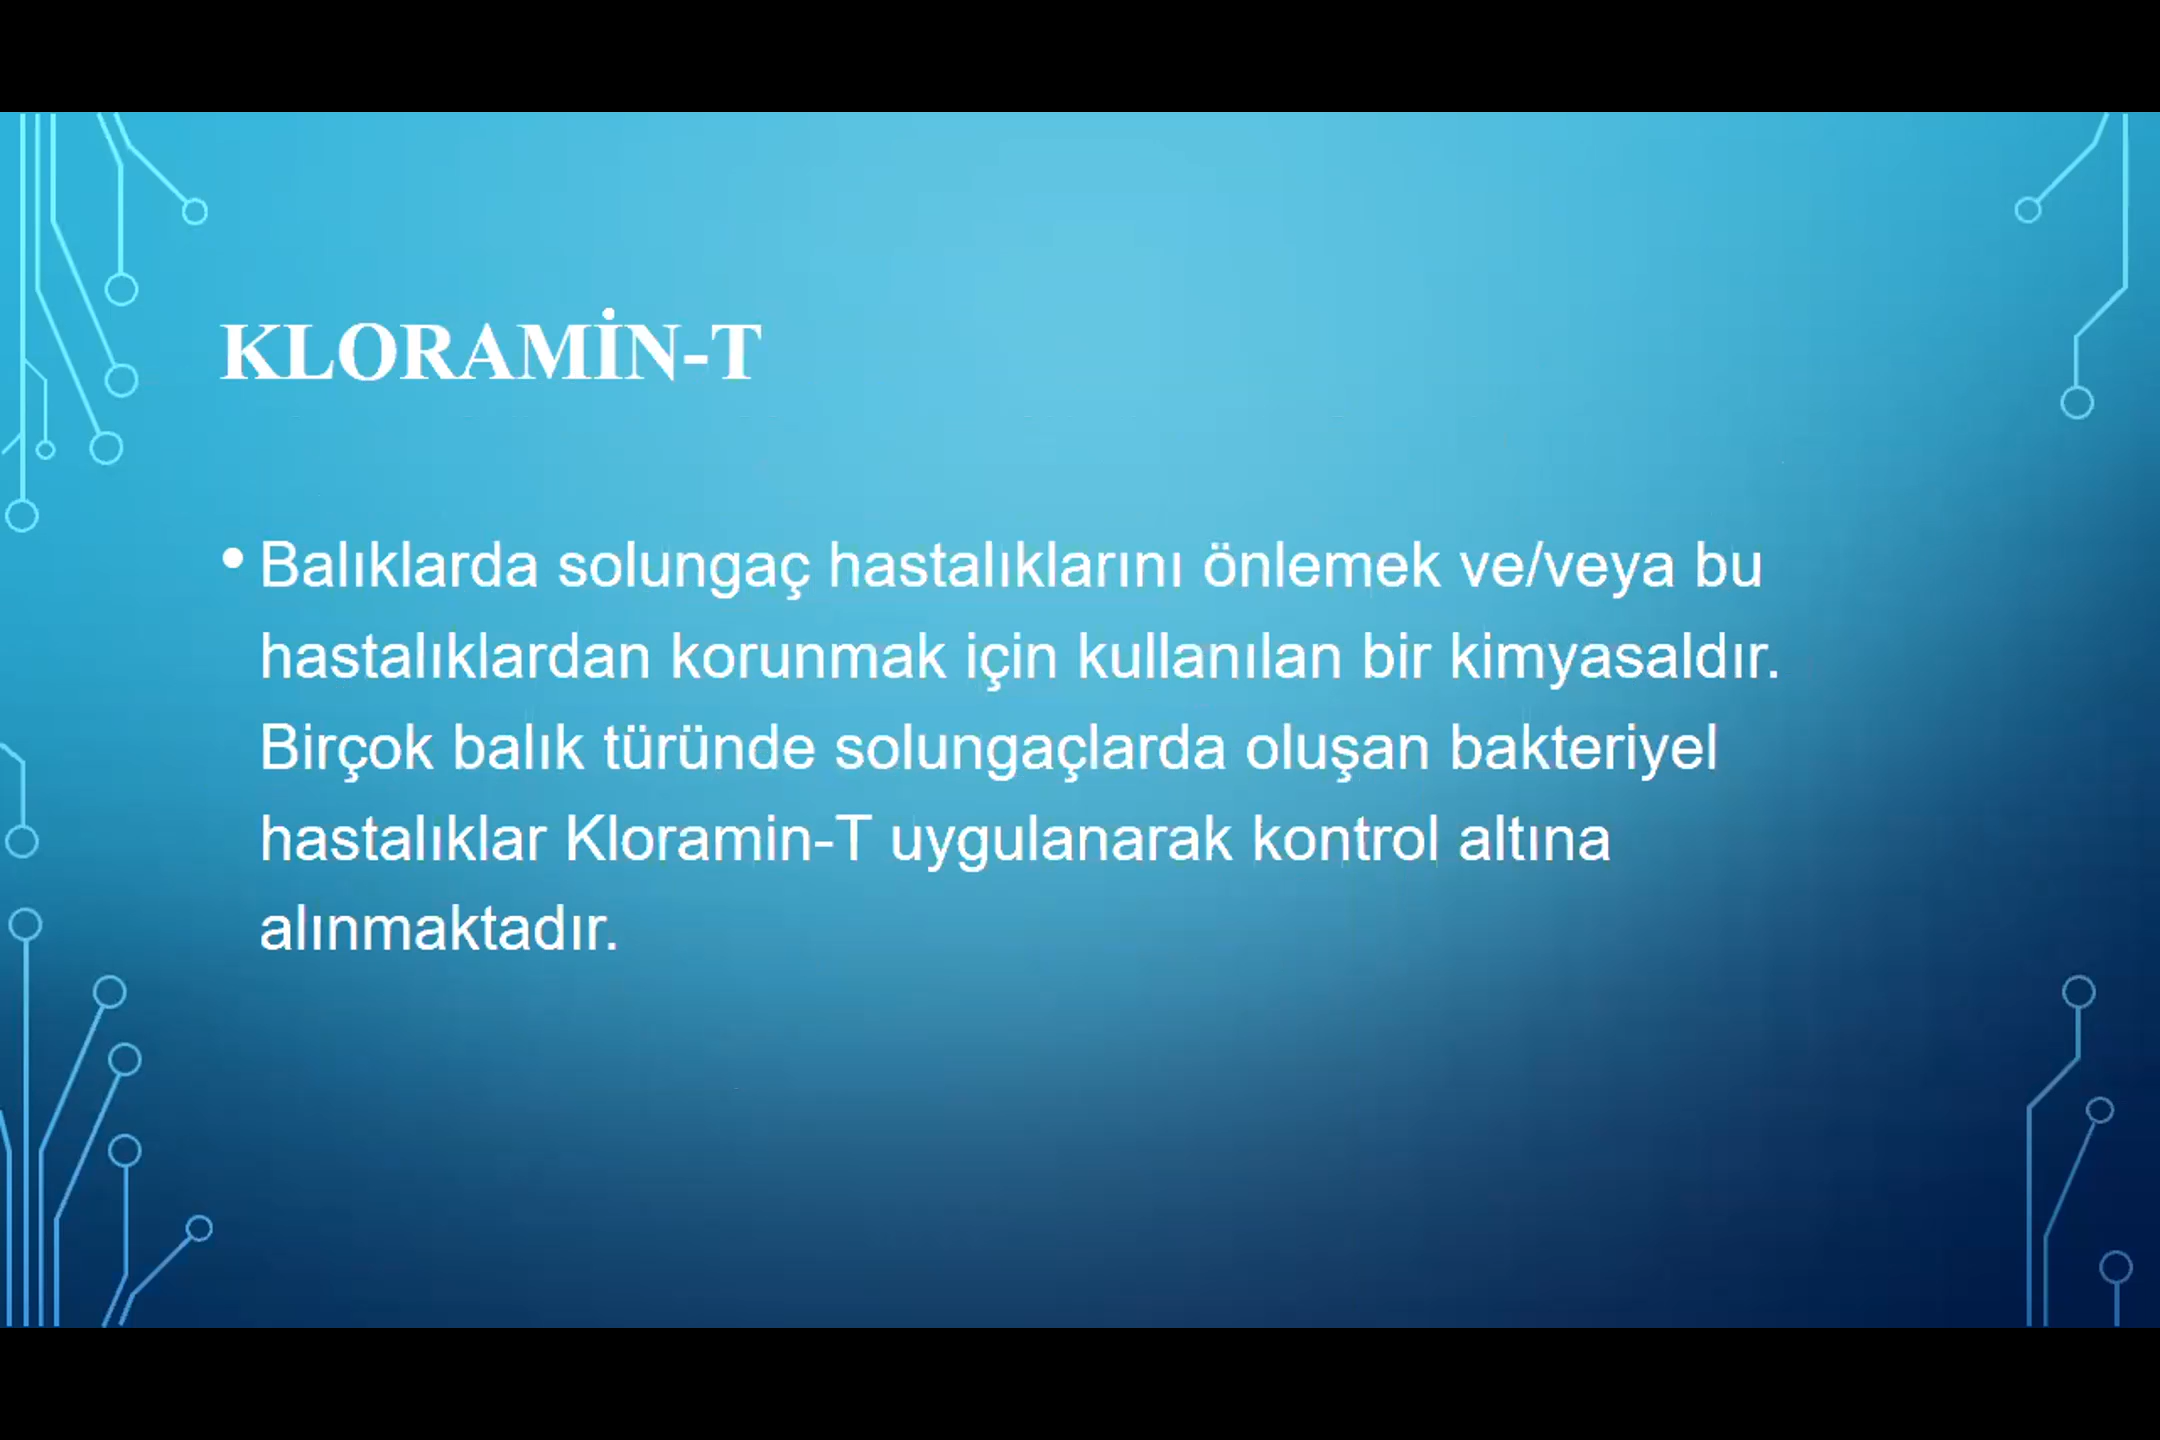 KLORAMİN-T
• Balıklarda solungaç hastalıklarını önlemek ve/veya bu
hastalıklardan korunmak için kullanılan bir kimyasaldır.
Birçok balık türünde solungaçlarda oluşan bakteriyel
hastalıklar Kloramin-T uygulanarak kontrol altına
alınmaktadır.